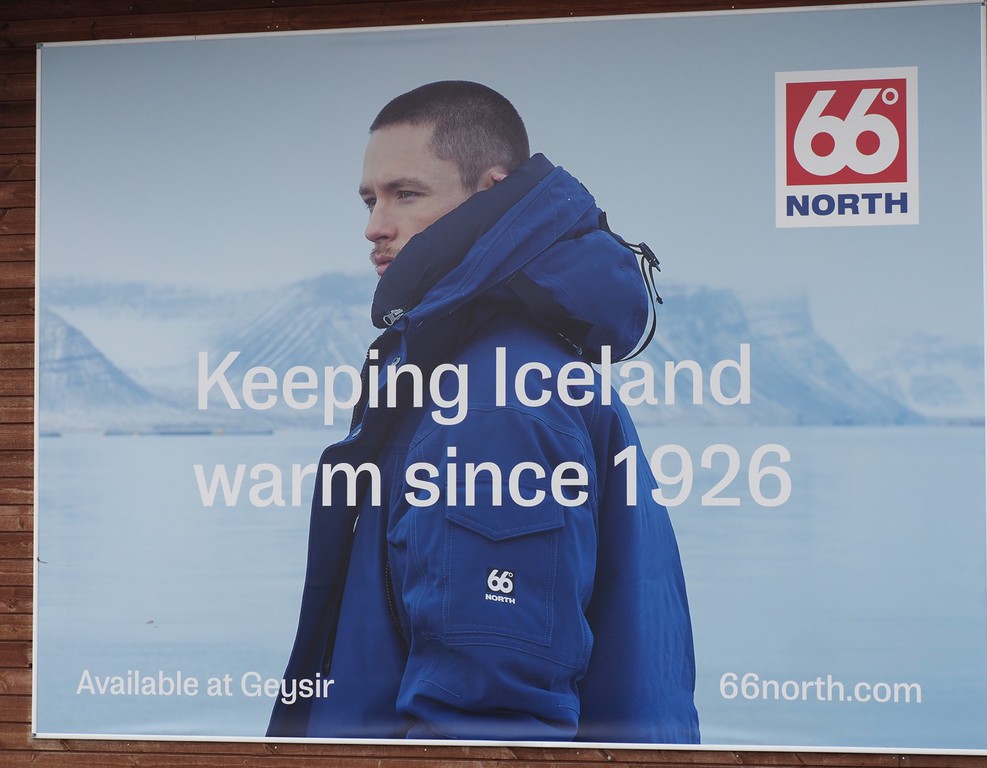 66°
NORTH
Keeping Iceland
warm since 1926
66°
NORTH
Available at Geysir
66north.com